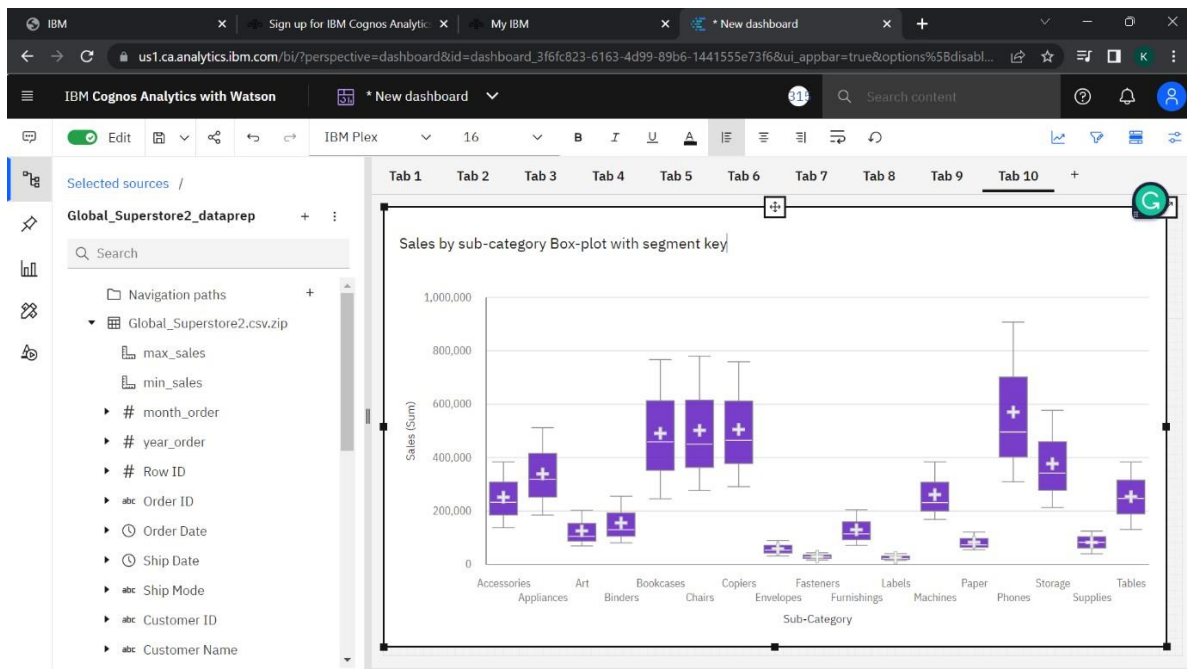 IBM
Sign up for IBM Cognos Analytic
My IBM
* New dashboard
us1.ca.analytics.ibm.com/bi/?perspective=dashboard&id=dashboard_3f6fc823-6163-4d99-89b6-1441555e73f6&ui_appbar=true&options%5Bdisabl...
K
IBM Cognos Analytics with Watson
* New dashboard
315
Search content
Edit
IBM Plex
16
B I U A
Selected sources /
Tab 1 Tab 2 Tab 3 Tab 4 Tab 5 Tab 6 Tab 7 Tab 8 Tab 9 Tab 10 +
Global_Superstore2_dataprep
Search
Navigation paths
Global_Superstore2.csv.zip
max_sales
min_sales
# month_order
# year_order
# Row ID
abc Order ID
Order Date
Ship Date
abc Ship Mode
abc Customer ID
abc Customer Name
G
Sales by sub-category Box-plot with segment key
Sales (Sum)
1,000,000
800,000
600,000
400,000
200,000
0
Accessories Art Bookcases Copiers Fasteners Labels Paper Storage Tables
Appliances Binders Chairs Envelopes Furnishings Machines Phones Supplies
Sub-Category